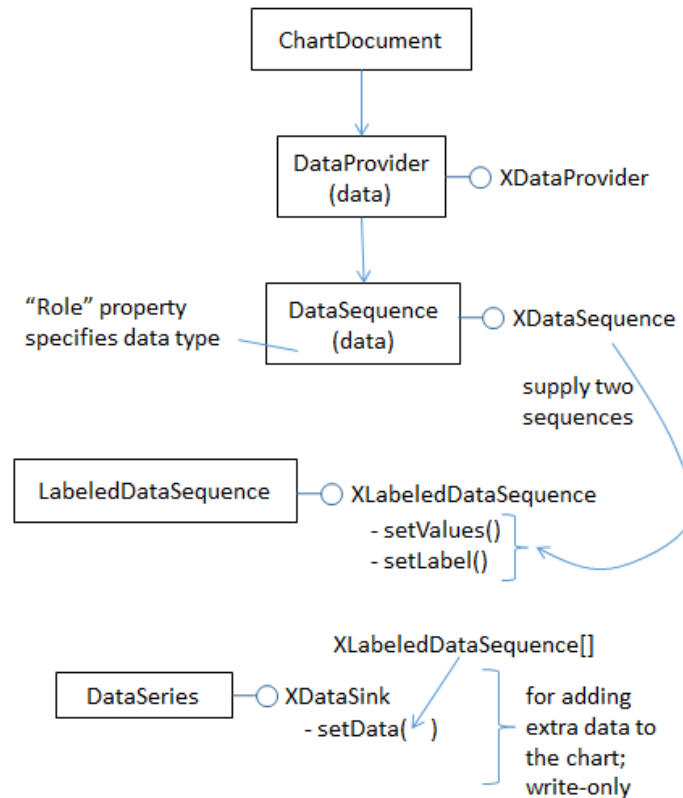 ChartDocument
DataProvider
(data)
XDataProvider
“Role” property
specifies data type
DataSequence
(data)
XDataSequence
supply two
sequences
LabeledDataSequence
XLabeledDataSequence
- setValues()
- setLabel()
XLabeledDataSequence[]
DataSeries
XDataSink
- setData( )
for adding
extra data to
the chart;
write-only